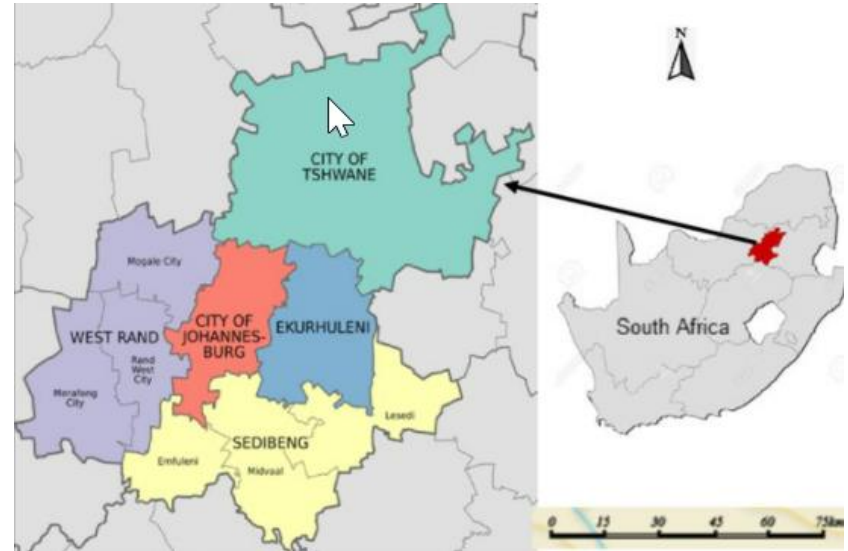 N
CITY OF
TSHWANE
Mogale City
WEST RAND
CITY OF
JOHANNES-
BURG
EKURHULENI
Rand
West
City
Merafong
City
Lesedi
SEDIBENG
Emfuleni
Midvaal
South Africa
0 15 30 45 60 75km